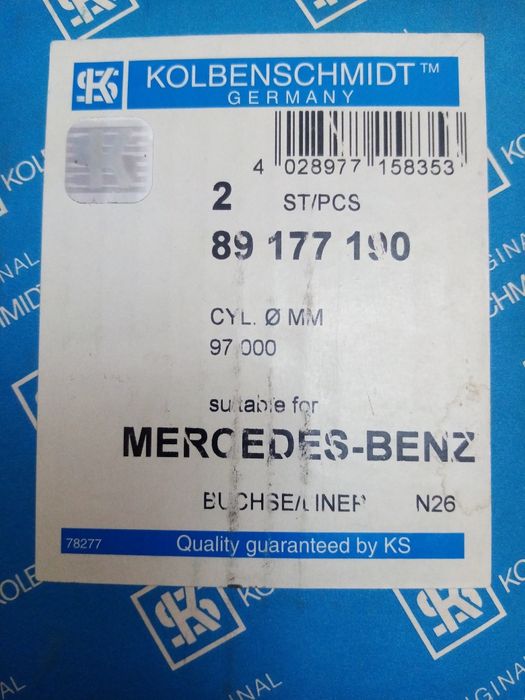 KS KOLBENSCHMIDT™
GERMANY
4 028977 158353
2 ST/PCS
89 177 190
CYL. Ø MM
97 000
suitable for
MERCEDES-BENZ
BUCHSE/LINER N26
78277 Quality guaranteed by KS